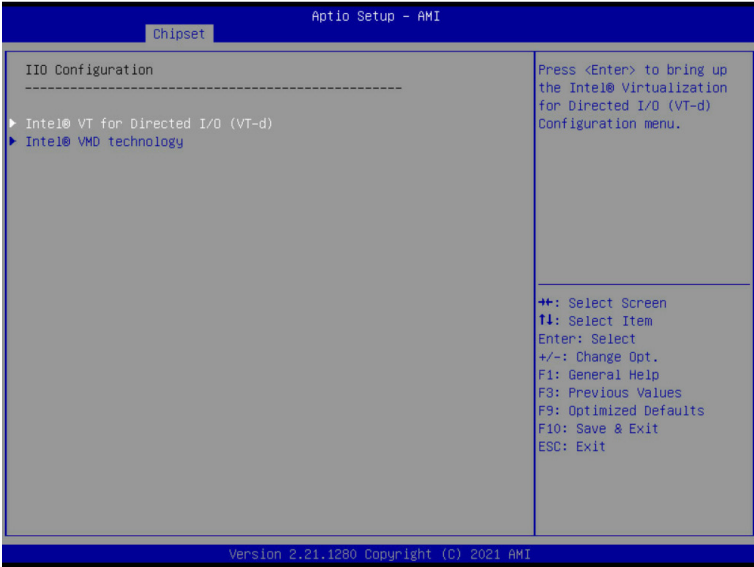 Aptio Setup – AMI
Chipset
IIO Configuration
--------------------------------------------------
Intel® VT for Directed I/O (VT-d)
Intel® VMD technology
Press <Enter> to bring up
the Intel® Virtualization
for Directed I/O (VT-d)
Configuration menu.
→←: Select Screen
↑↓: Select Item
Enter: Select
+/-: Change Opt.
F1: General Help
F3: Previous Values
F9: Optimized Defaults
F10: Save & Exit
ESC: Exit
Version 2.21.1280 Copyright (C) 2021 AMI